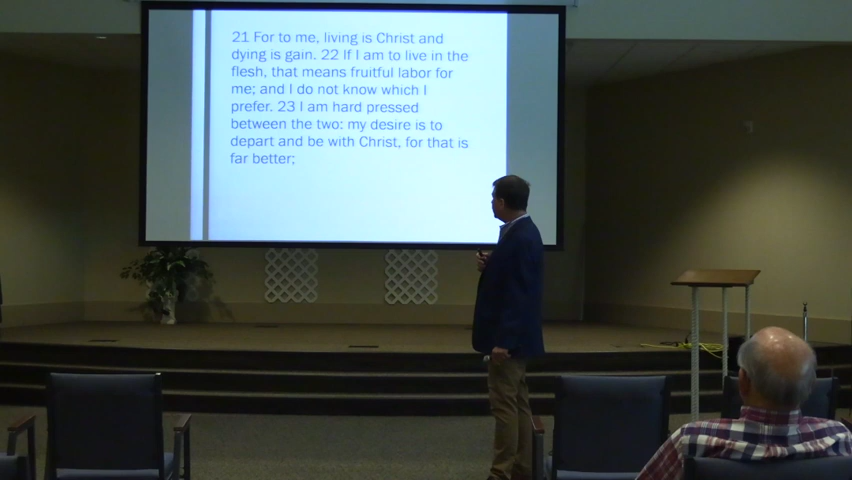 21 For to me, living is Christ and
dying is gain. 22 If I am to live in the
flesh, that means fruitful labor for
me; and I do not know which I
prefer. 23 I am hard pressed
between the two: my desire is to
depart and be with Christ, for that is
far better;